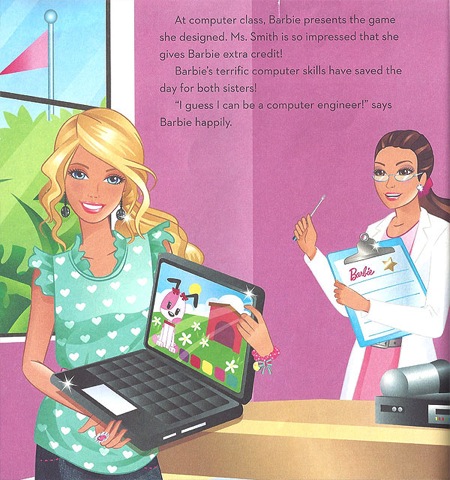 At computer class, Barbie presents the game
she designed. Ms. Smith is so impressed that she
gives Barbie extra credit!
Barbie's terrific computer skills have saved the
day for both sisters!
"I guess I can be a computer engineer!" says
Barbie happily.
Barbie